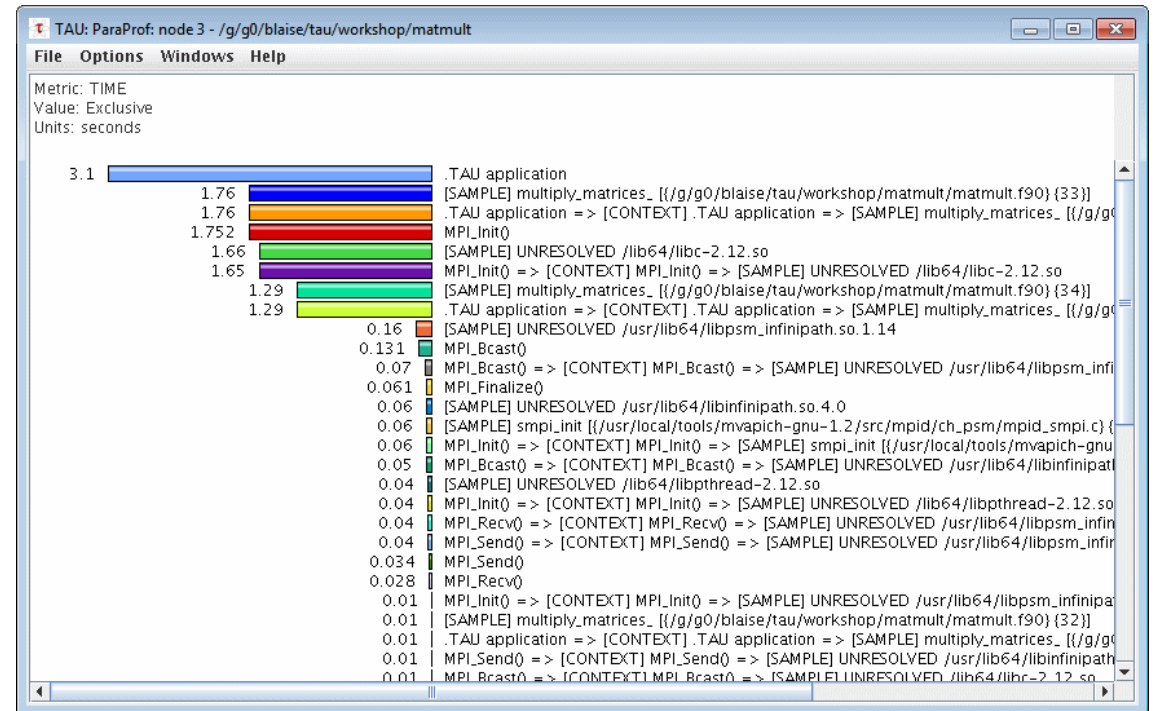 TAU: ParaProf: node 3 - /g/g0/blaise/tau/workshop/matmult
File Options Windows Help
Metric: TIME
Value: Exclusive
Units: seconds
3.1 .TAU application
1.76 [SAMPLE] multiply_matrices_ [{/g/g0/blaise/tau/workshop/matmult/matmult.f90} {33}]
1.76 .TAU application => [CONTEXT] .TAU application => [SAMPLE] multiply_matrices_ [{/g/g0
1.752 MPI_Init()
1.66 [SAMPLE] UNRESOLVED /lib64/libc-2.12.so
1.65 MPI_Init() => [CONTEXT] MPI_Init() => [SAMPLE] UNRESOLVED /lib64/libc-2.12.so
1.29 [SAMPLE] multiply_matrices_ [{/g/g0/blaise/tau/workshop/matmult/matmult.f90} {34}]
1.29 .TAU application => [CONTEXT] .TAU application => [SAMPLE] multiply_matrices_ [{/g/g0
0.16 [SAMPLE] UNRESOLVED /usr/lib64/libpsm_infinipath.so.1.14
0.131 MPI_Bcast()
0.07 MPI_Bcast() => [CONTEXT] MPI_Bcast() => [SAMPLE] UNRESOLVED /usr/lib64/libpsm_infi
0.061 MPI_Finalize()
0.06 [SAMPLE] UNRESOLVED /usr/lib64/libinfinipath.so.4.0
0.06 [SAMPLE] smpi_init [{/usr/local/tools/mvapich-gnu-1.2/src/mpid/ch_psm/mpid_smpi.c} {
0.06 MPI_Init() => [CONTEXT] MPI_Init() => [SAMPLE] smpi_init [{/usr/local/tools/mvapich-gnu
0.05 MPI_Bcast() => [CONTEXT] MPI_Bcast() => [SAMPLE] UNRESOLVED /usr/lib64/libinfinipatl
0.04 [SAMPLE] UNRESOLVED /lib64/libpthread-2.12.so
0.04 MPI_Init() => [CONTEXT] MPI_Init() => [SAMPLE] UNRESOLVED /lib64/libpthread-2.12.so
0.04 MPI_Recv() => [CONTEXT] MPI_Recv() => [SAMPLE] UNRESOLVED /usr/lib64/libpsm_infin
0.04 MPI_Send() => [CONTEXT] MPI_Send() => [SAMPLE] UNRESOLVED /usr/lib64/libpsm_infin
0.034 MPI_Send()
0.028 MPI_Recv()
0.01 MPI_Init() => [CONTEXT] MPI_Init() => [SAMPLE] UNRESOLVED /usr/lib64/libpsm_infinipa
0.01 [SAMPLE] multiply_matrices_ [{/g/g0/blaise/tau/workshop/matmult/matmult.f90} {32}]
0.01 .TAU application => [CONTEXT] .TAU application => [SAMPLE] multiply_matrices_ [{/g/g0
0.01 MPI_Send() => [CONTEXT] MPI_Send() => [SAMPLE] UNRESOLVED /usr/lib64/libinfinipath
0.01 MPI_Bcast() => [CONTEXT] MPI_Bcast() => [SAMPLE] UNRESOLVED /lib64/libc-2.12.so